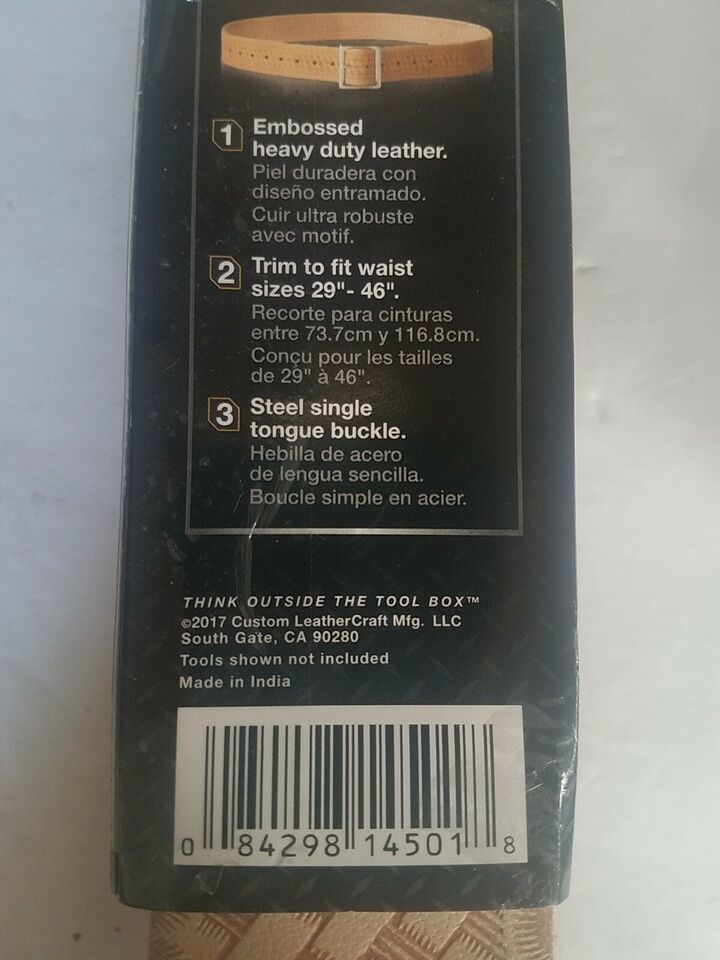 1 Embossed
heavy duty leather.
Piel duradera con
diseño entramado.
Cuir ultra robuste
avec motif.
2 Trim to fit waist
sizes 29"- 46".
Recorte para cinturas
entre 73.7cm y 116.8cm.
Conçu pour les tailles
de 29" à 46".
3 Steel single
tongue buckle.
Hebilla de acero
de lengua sencilla.
Boucle simple en acier.
THINK OUTSIDE THE TOOL BOX™
©2017 Custom LeatherCraft Mfg. LLC
South Gate, CA 90280
Tools shown not included
Made in India
0 84298 14501 8